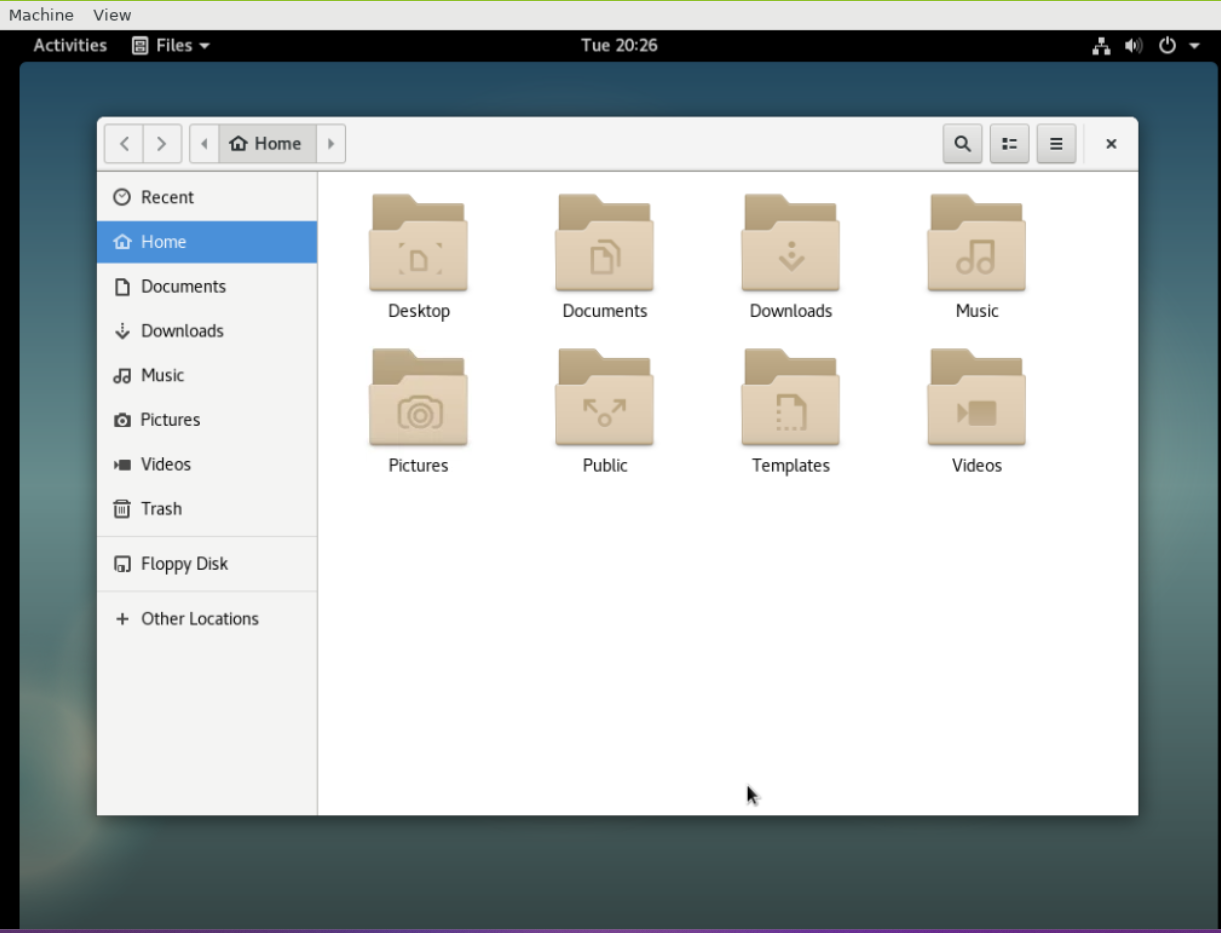 Machine View
Activities Files Tue 20:26
Home
Recent
Home
Documents
Downloads
Music
Pictures
Videos
Trash
Floppy Disk
Other Locations
Desktop Documents Downloads Music
Pictures Public Templates Videos